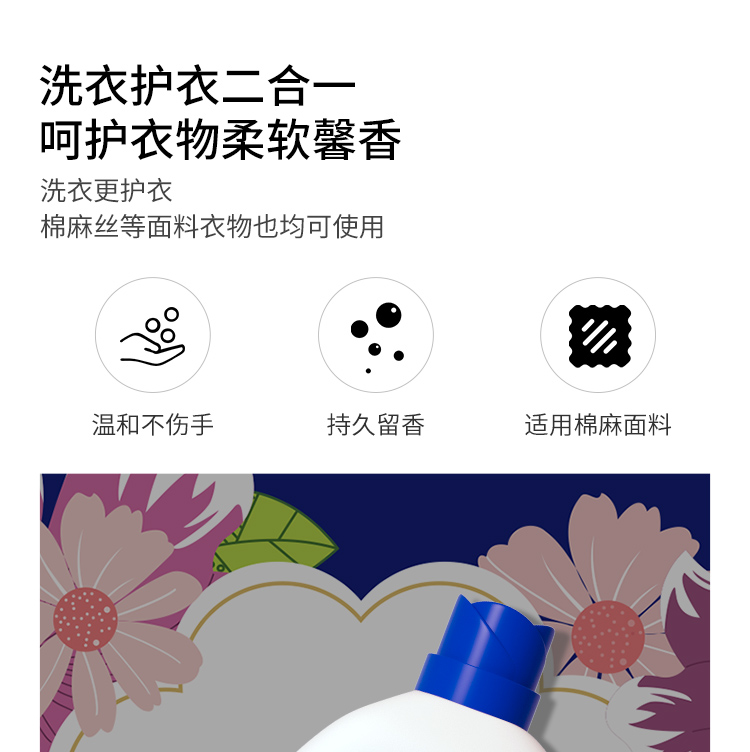 洗衣护衣二合一
呵护衣物柔软馨香
洗衣更护衣
棉麻丝等面料衣物也均可使用
温和不伤手
持久留香
适用棉麻面料